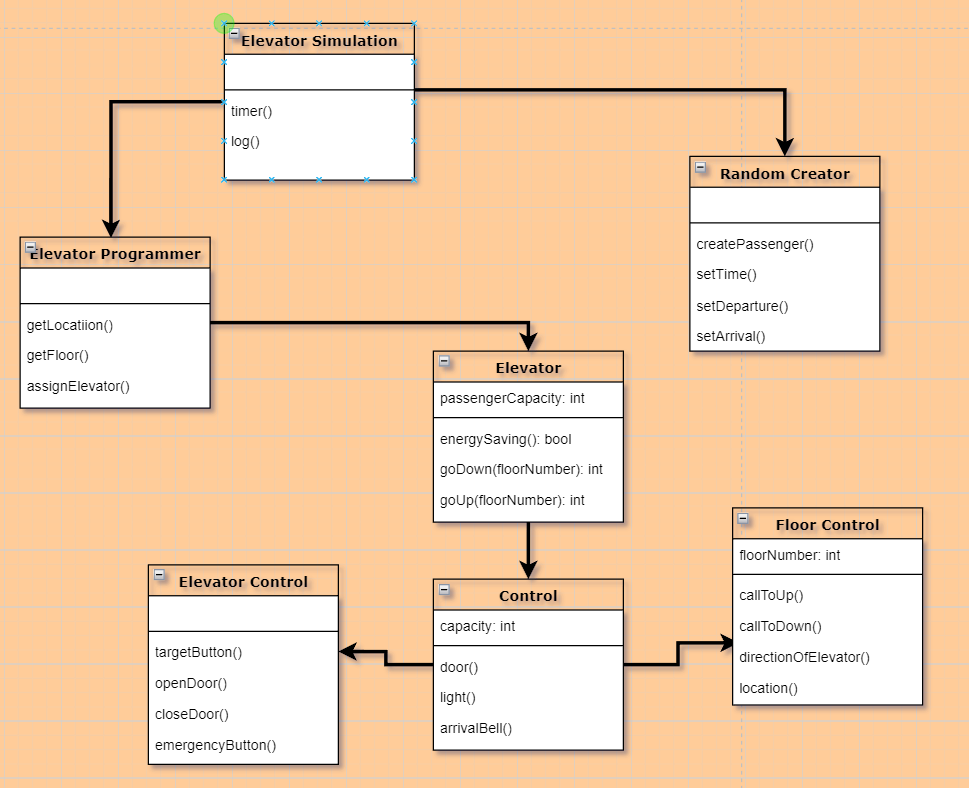 Elevator Simulation
timer()
log()
Random Creator
createPassenger()
setTime()
setDeparture()
setArrival()
Elevator Programmer
getLocatiion()
getFloor()
assignElevator()
Elevator
passengerCapacity: int
energySaving(): bool
goDown(floorNumber): int
goUp(floorNumber): int
Floor Control
floorNumber: int
callToUp()
callToDown()
directionOfElevator()
location()
Elevator Control
targetButton()
openDoor()
closeDoor()
emergencyButton()
Control
capacity: int
door()
light()
arrivalBell()